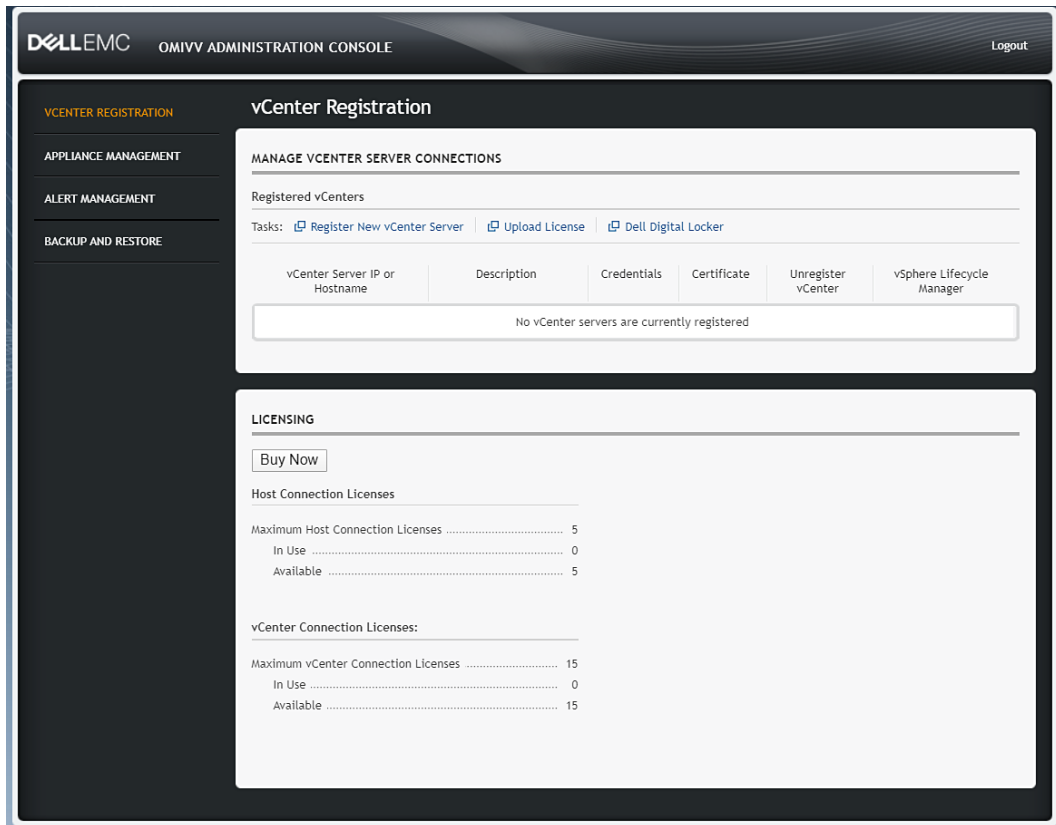 DELLEMC OMIVV ADMINISTRATION CONSOLE
Logout
VCENTER REGISTRATION
APPLIANCE MANAGEMENT
ALERT MANAGEMENT
BACKUP AND RESTORE
vCenter Registration
MANAGE VCENTER SERVER CONNECTIONS
Registered vCenters
Tasks: Register New vCenter Server Upload License Dell Digital Locker
vCenter Server IP or Hostname
Description
Credentials
Certificate
Unregister vCenter
vSphere Lifecycle Manager
No vCenter servers are currently registered
LICENSING
Buy Now
Host Connection Licenses
Maximum Host Connection Licenses .................................. 5
In Use .................................................................. 0
Available .............................................................. 5
vCenter Connection Licenses:
Maximum vCenter Connection Licenses ........................... 15
In Use .................................................................. 0
Available .............................................................. 15